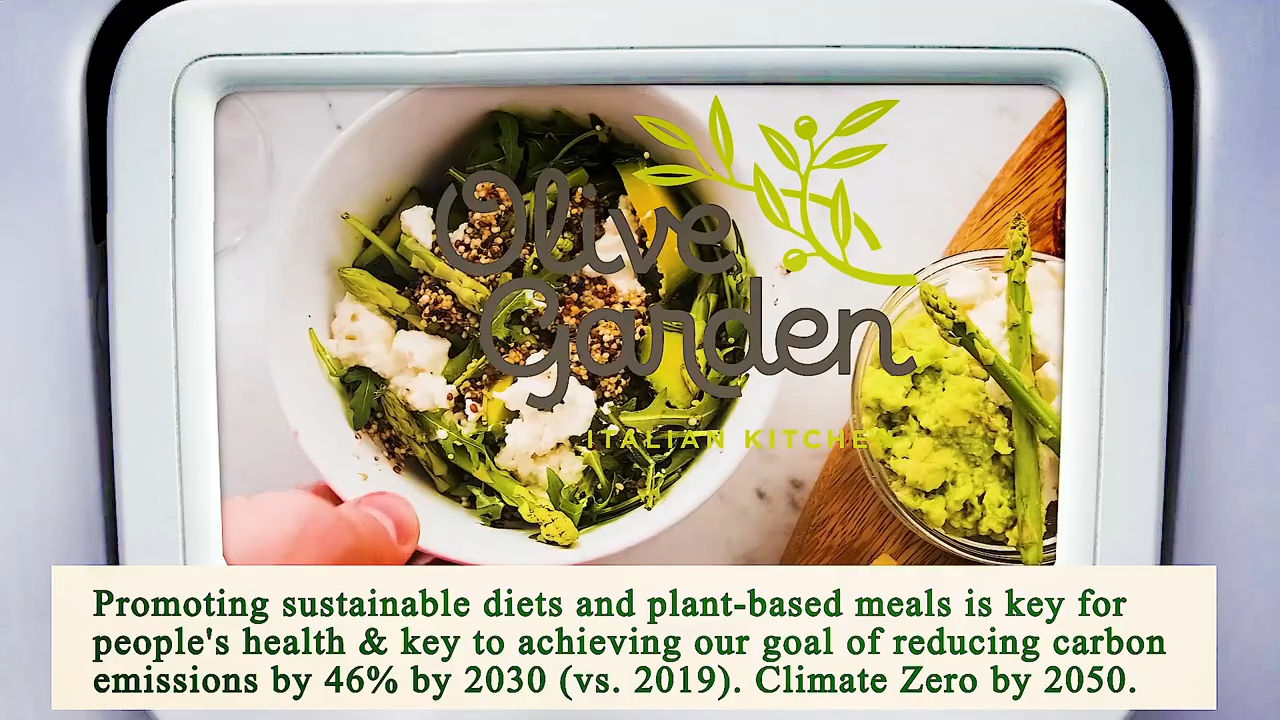 Olive
Garden
ITALIAN KITCHEN
Promoting sustainable diets and plant-based meals is key for
people's health & key to achieving our goal of reducing carbon
emissions by 46% by 2030 (vs. 2019). Climate Zero by 2050.